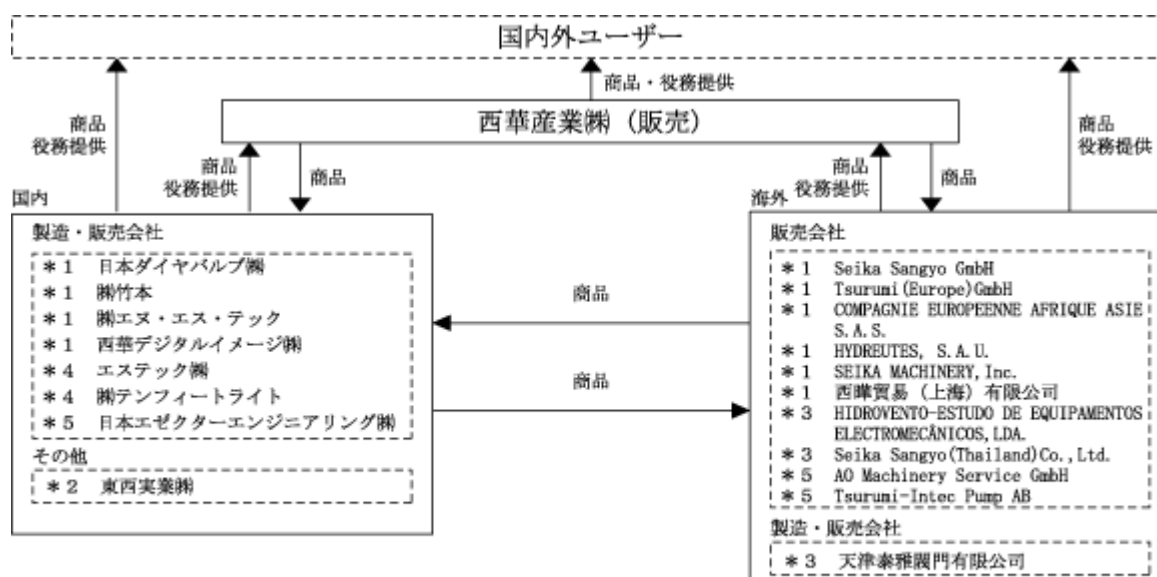 国内外ユーザー
商品・役務提供
商品
役務提供
商品
役務提供
西華産業㈱（販売）
商品
役務提供
商品
商品
役務提供
商品
国内
製造・販売会社
＊1 日本ダイヤバルブ㈱
＊1 ㈱竹本
＊1 ㈱エヌ・エス・テック
＊1 西華デジタルイメージ㈱
＊4 エステック㈱
＊4 ㈱テンフィートライト
＊5 日本エゼクターエンジニアリング㈱
その他
＊2 東西実業㈱
商品
商品
海外
販売会社
＊1 Seika Sangyo GmbH
＊1 Tsurumi(Europe)GmbH
＊1 COMPAGNIE EUROPEENNE AFRIQUE ASIE
S.A.S.
＊1 HYDREUTES, S.A.U.
＊1 SEIKA MACHINERY,Inc.
＊1 西曄貿易（上海）有限公司
＊3 HIDROVENTO-ESTUDO DE EQUIPAMENTOS
ELECTROMECÂNICOS,LDA.
＊3 Seika Sangyo(Thailand)Co.,Ltd.
＊5 AO Machinery Service GmbH
＊5 Tsurumi-Intec Pump AB
製造・販売会社
＊3 天津泰雅閥門有限公司